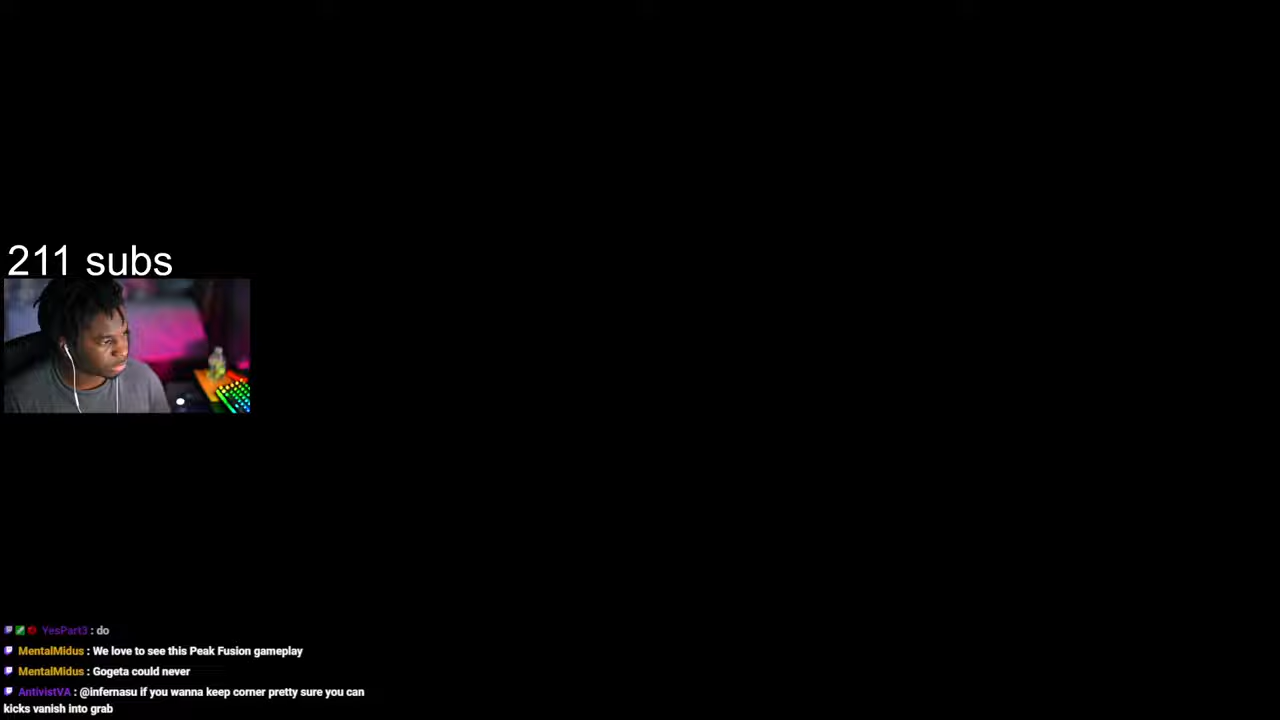 211 subs
YesPart3 : do
MentalMidus : We love to see this Peak Fusion gameplay
MentalMidus : Gogeta could never
AntivistVA : @infernasu if you wanna keep corner pretty sure you can
kicks vanish into grab